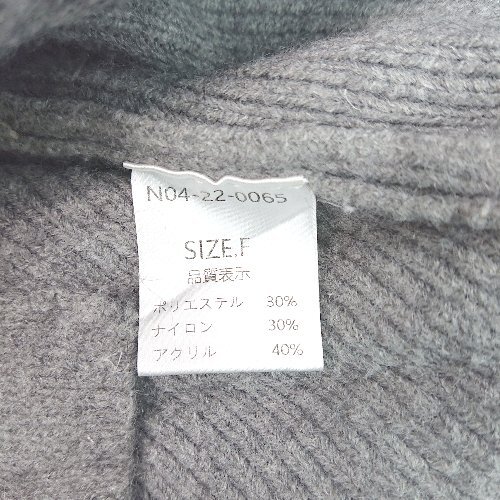 N04-22-0065
SIZE.F
品質表示
ポリエステル 30%
ナイロン 30%
アクリル 40%